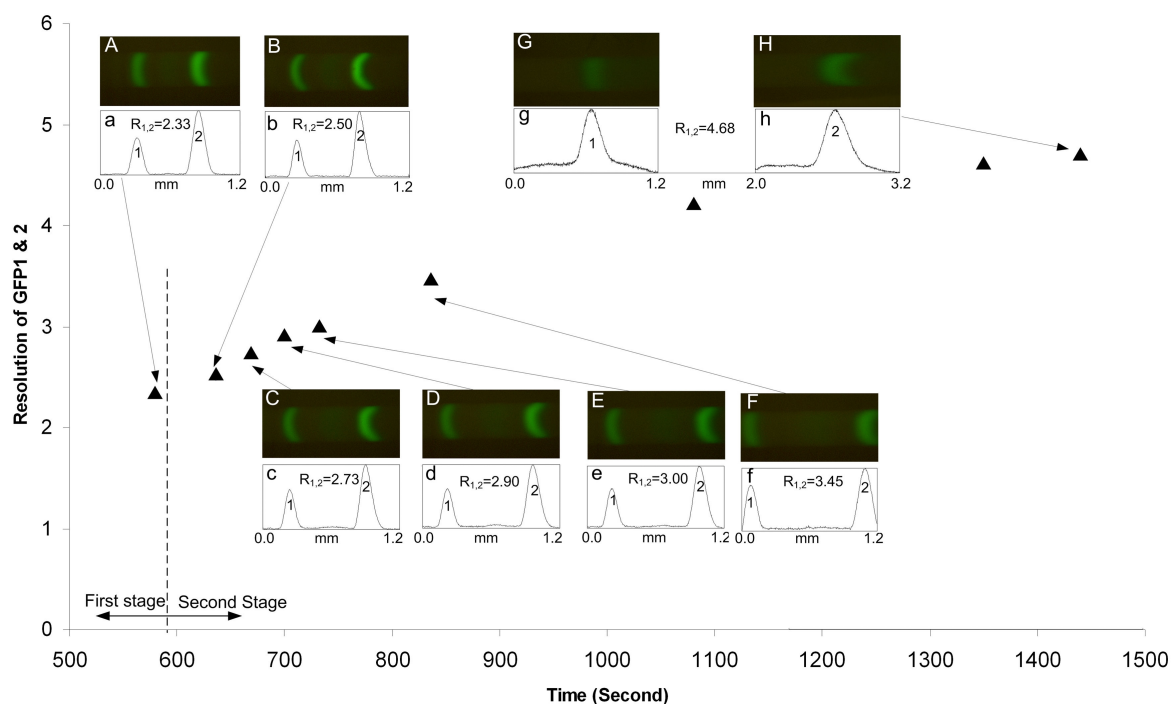 6
5
4
3
2
1
0
Resolution of GFP1 & 2
A
B
G
H
a
R1,2=2.33
1
2
0.0 mm 1.2
b
R1,2=2.50
1
2
0.0 mm 1.2
g
1
R1,2=4.68
h
2
0.0 1.2 mm 2.0 3.2
C
D
E
F
c
R1,2=2.73
1
2
0.0 mm 1.2
d
R1,2=2.90
1
2
0.0 mm 1.2
e
R1,2=3.00
1
2
0.0 mm 1.2
f
R1,2=3.45
1
2
0.0 mm 1.2
First stage Second Stage
500 600 700 800 900 1000 1100 1200 1300 1400 1500
Time (Second)